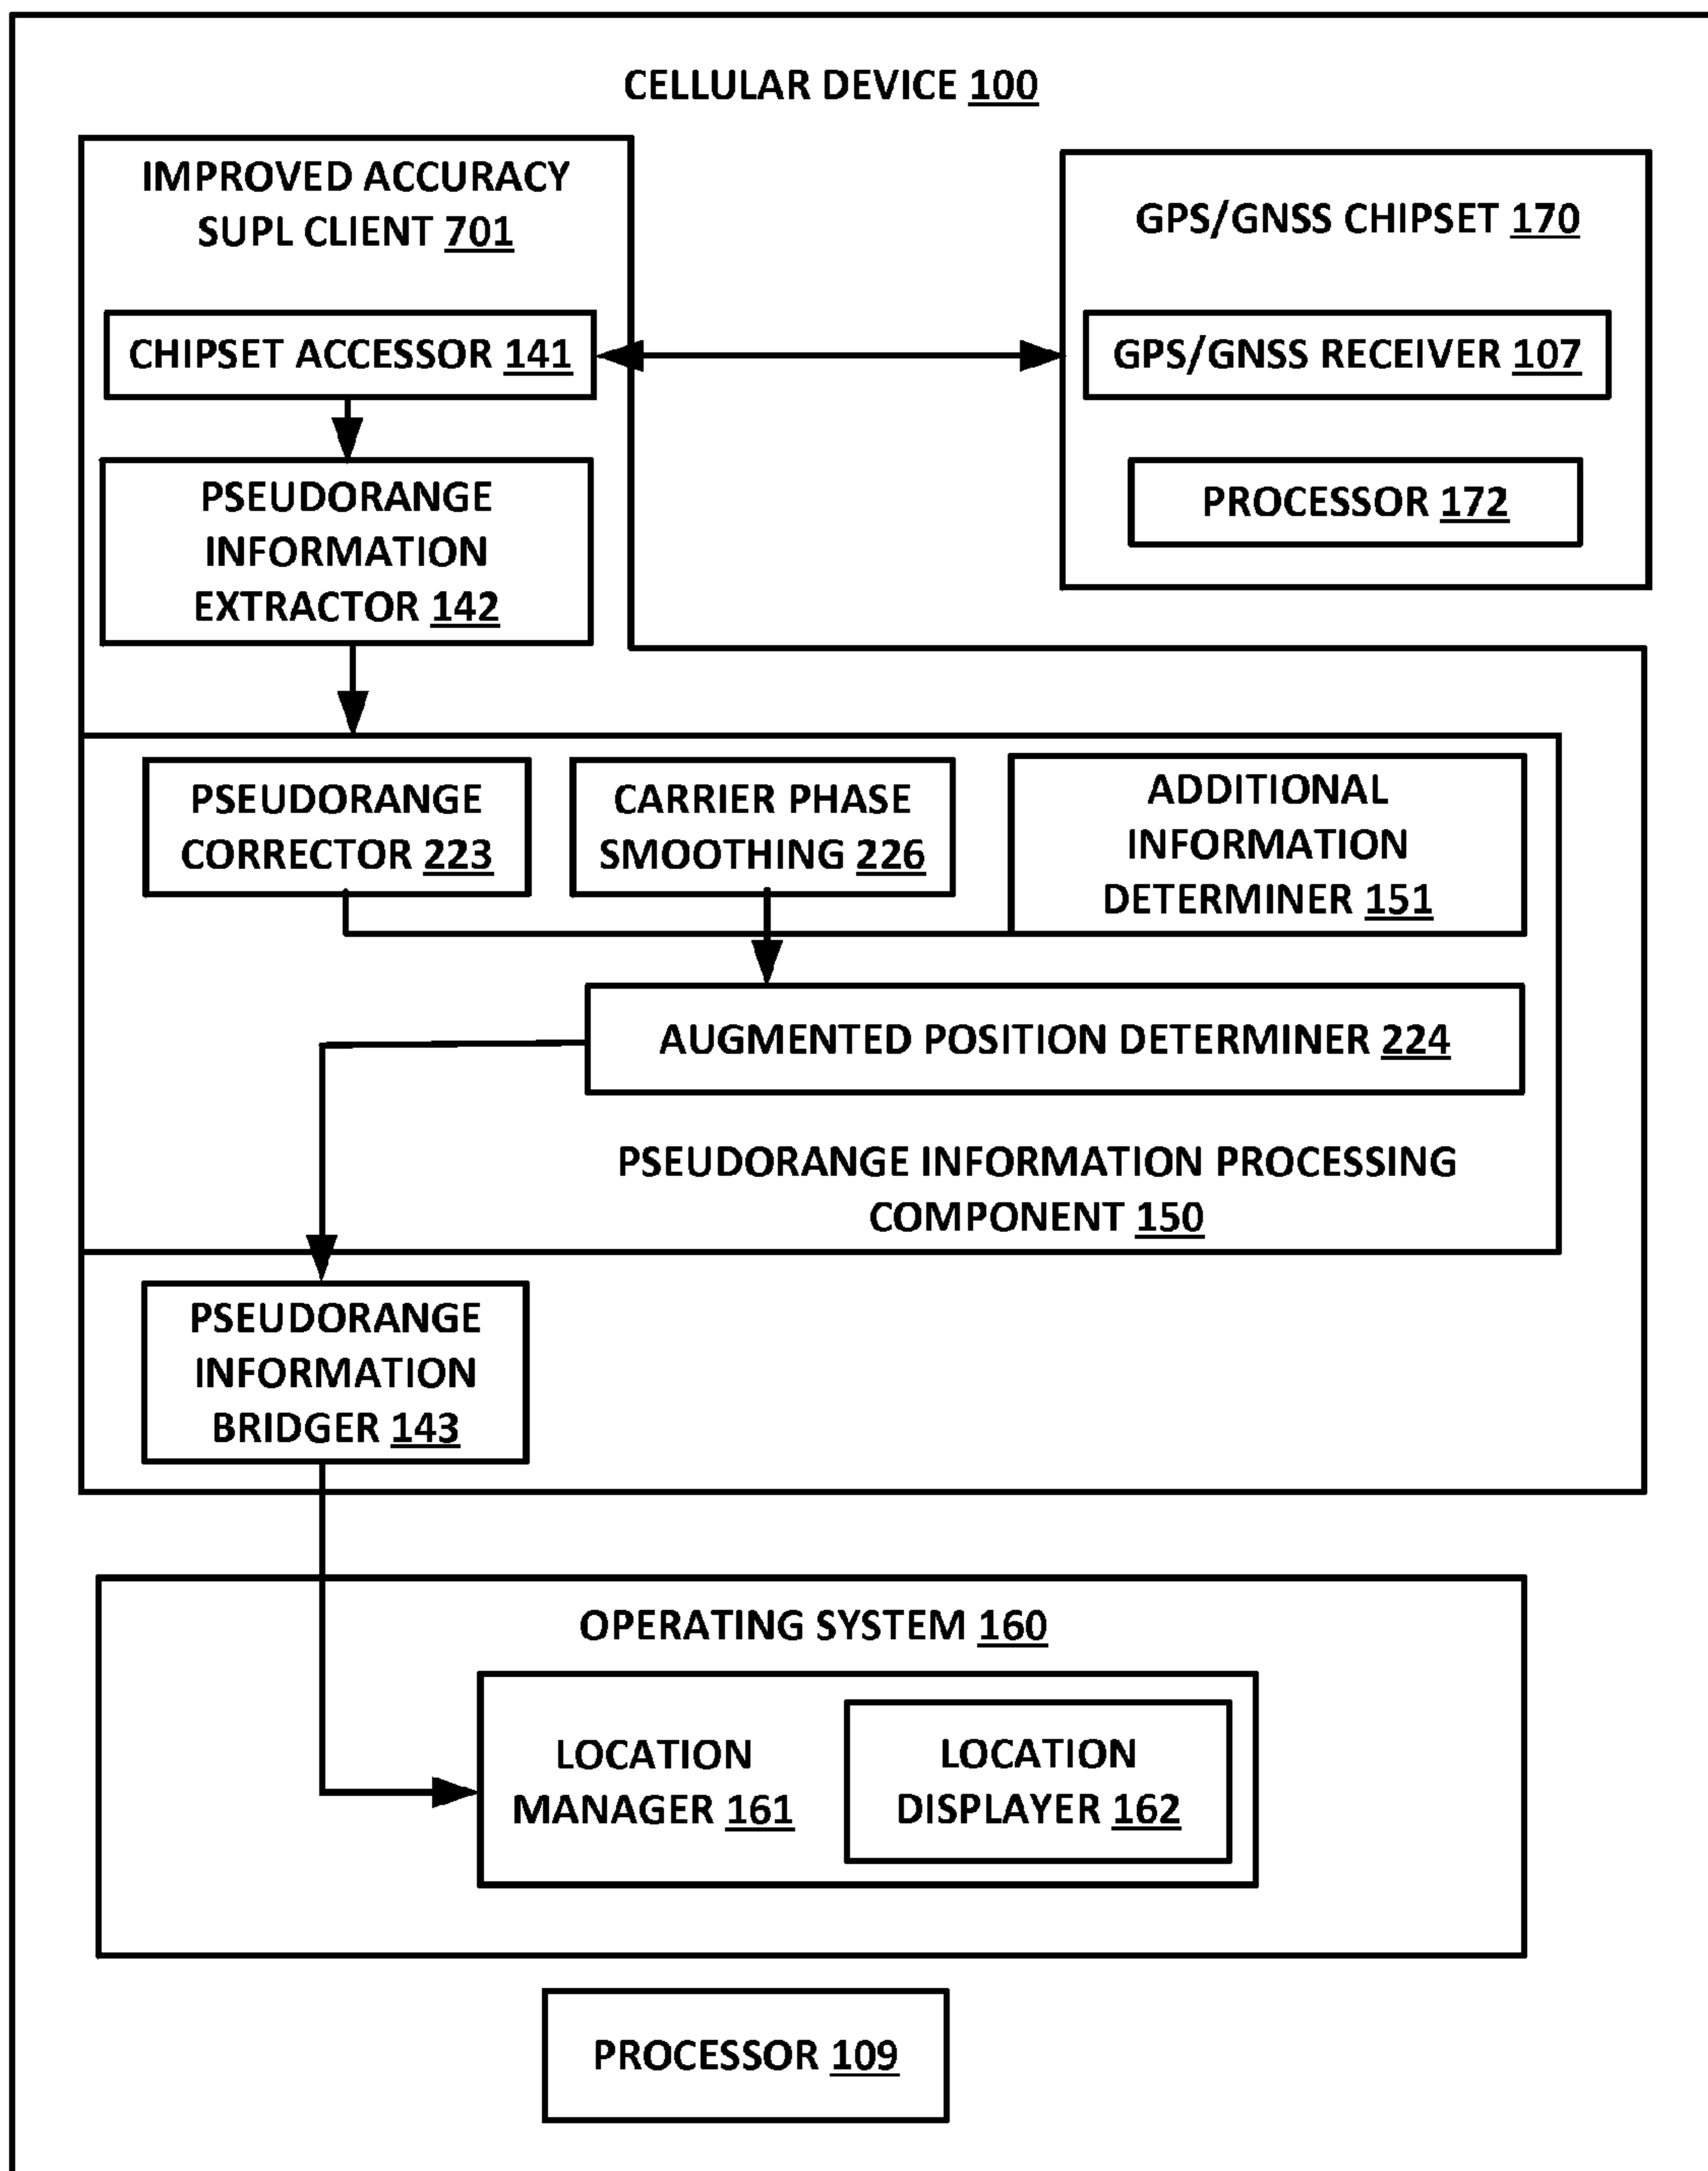 CELLULAR DEVICE 100
IMPROVED ACCURACY
SUPL CLIENT 701
GPS/GNSS CHIPSET 170
CHIPSET ACCESSOR 141
GPS/GNSS RECEIVER 107
PSEUDORANGE
INFORMATION
EXTRACTOR 142
PROCESSOR 172
PSEUDORANGE
CORRECTOR 223
CARRIER PHASE
SMOOTHING 226
ADDITIONAL
INFORMATION
DETERMINER 151
AUGMENTED POSITION DETERMINER 224
PSEUDORANGE INFORMATION PROCESSING
COMPONENT 150
PSEUDORANGE
INFORMATION
BRIDGER 143
OPERATING SYSTEM 160
LOCATION
MANAGER 161
LOCATION
DISPLAYER 162
PROCESSOR 109